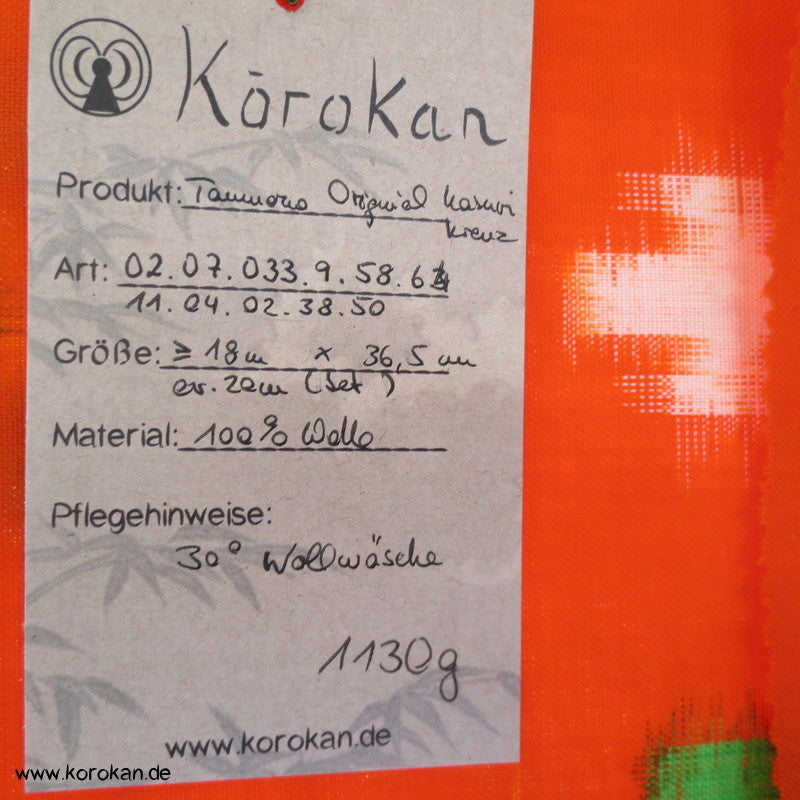 Kōrokan
Produkt: Tanmono Original kasuri
kreuz
Art: 02.07.033.9.58.6
11.04.02.38.50
Größe: ≥ 18m x 36,5 cm
ev. 20m (Set)
Material: 100% Wolle
Pflegehinweise:
30° Wollwäsche
1130g
www.korokan.de
www.korokan.de